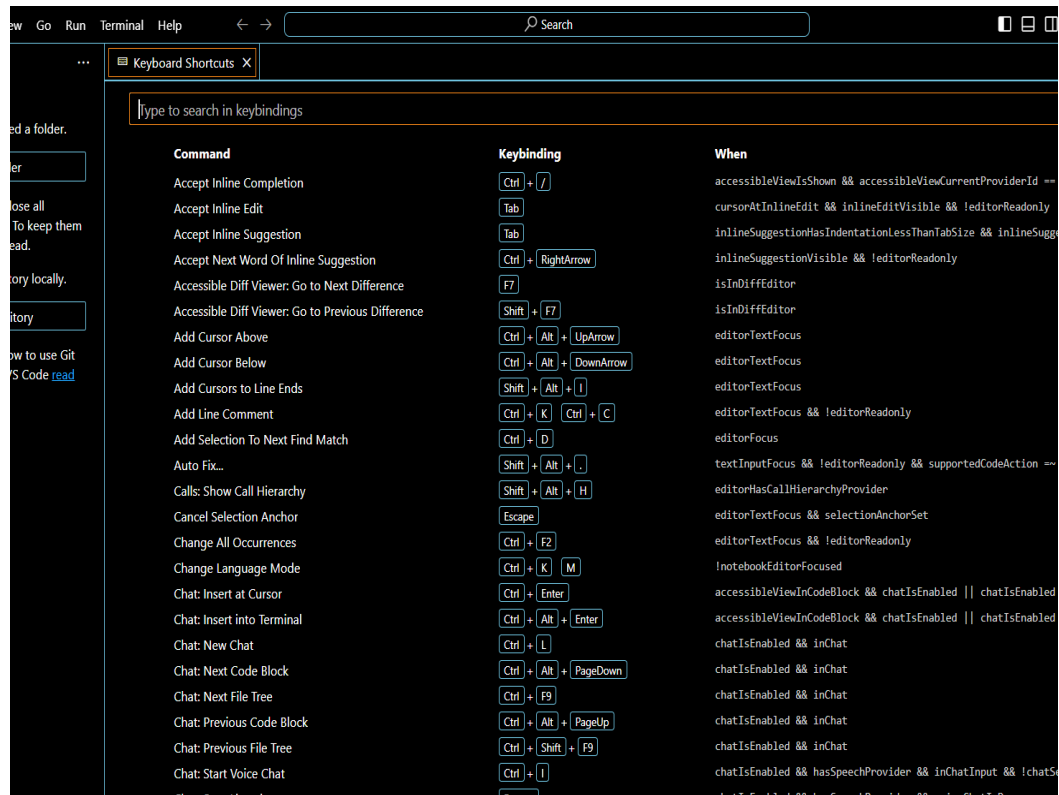 ew Go Run Terminal Help ← → Search
Keyboard Shortcuts
Type to search in keybindings
ed a folder.
der
lose all
To keep them
ead.
tory locally.
itory
ow to use Git
VS Code read
Command Keybinding When
Accept Inline Completion Ctrl + / accessibleViewIsShown && accessibleViewCurrentProviderId ==
Accept Inline Edit Tab cursorAtInlineEdit && inlineEditVisible && !editorReadonly
Accept Inline Suggestion Tab inlineSuggestionHasIndentationLessThanTabSize && inlineSugge
Accept Next Word Of Inline Suggestion Ctrl + RightArrow inlineSuggestionVisible && !editorReadonly
Accessible Diff Viewer: Go to Next Difference F7 isInDiffEditor
Accessible Diff Viewer: Go to Previous Difference Shift + F7 isInDiffEditor
Add Cursor Above Ctrl + Alt + UpArrow editorTextFocus
Add Cursor Below Ctrl + Alt + DownArrow editorTextFocus
Add Cursors to Line Ends Shift + Alt + I editorTextFocus
Add Line Comment Ctrl + K Ctrl + C editorTextFocus && !editorReadonly
Add Selection To Next Find Match Ctrl + D editorFocus
Auto Fix... Shift + Alt + . textInputFocus && !editorReadonly && supportedCodeAction =~
Calls: Show Call Hierarchy Shift + Alt + H editorHasCallHierarchyProvider
Cancel Selection Anchor Escape editorTextFocus && selectionAnchorSet
Change All Occurrences Ctrl + F2 editorTextFocus && !editorReadonly
Change Language Mode Ctrl + K M !notebookEditorFocused
Chat: Insert at Cursor Ctrl + Enter accessibleViewInCodeBlock && chatIsEnabled || chatIsEnabled
Chat: Insert into Terminal Ctrl + Alt + Enter accessibleViewInCodeBlock && chatIsEnabled || chatIsEnabled
Chat: New Chat Ctrl + L chatIsEnabled && inChat
Chat: Next Code Block Ctrl + Alt + PageDown chatIsEnabled && inChat
Chat: Next File Tree Ctrl + F9 chatIsEnabled && inChat
Chat: Previous Code Block Ctrl + Alt + PageUp chatIsEnabled && inChat
Chat: Previous File Tree Ctrl + Shift + F9 chatIsEnabled && inChat
Chat: Start Voice Chat Ctrl + I chatIsEnabled && hasSpeechProvider && inChatInput && !chatSe